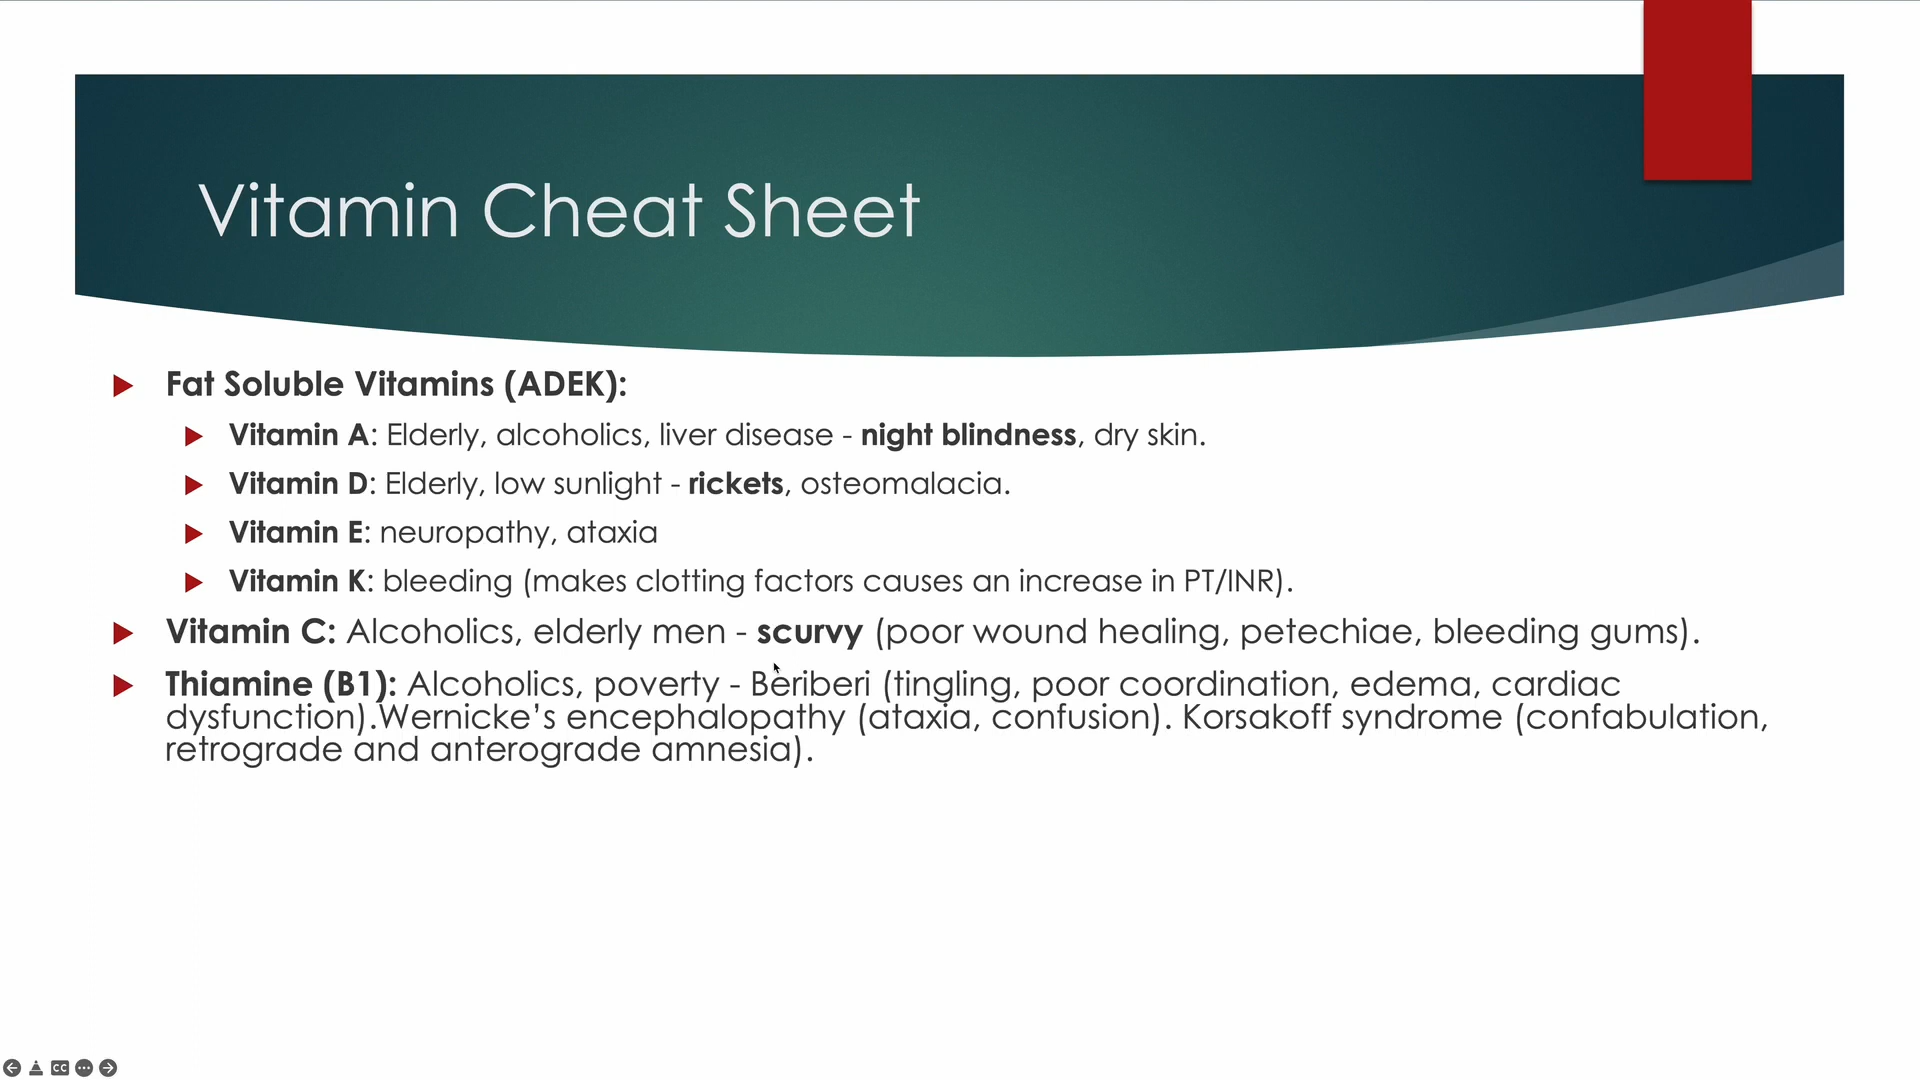 Vitamin Cheat Sheet
Fat Soluble Vitamins (ADEK):
Vitamin A: Elderly, alcoholics, liver disease - night blindness, dry skin.
Vitamin D: Elderly, low sunlight - rickets, osteomalacia.
Vitamin E: neuropathy, ataxia
Vitamin K: bleeding (makes clotting factors causes an increase in PT/INR).
Vitamin C: Alcoholics, elderly men - scurvy (poor wound healing, petechiae, bleeding gums).
Thiamine (B1): Alcoholics, poverty - Beriberi (tingling, poor coordination, edema, cardiac
dysfunction).Wernicke’s encephalopathy (ataxia, confusion). Korsakoff syndrome (confabulation,
retrograde and anterograde amnesia).
CC